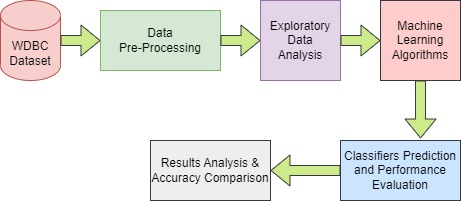 WDBC
Dataset
Data
Pre-Processing
Exploratory
Data
Analysis
Machine
Learning
Algorithms
Classifiers Prediction
and Performance
Evaluation
Results Analysis &
Accuracy Comparison